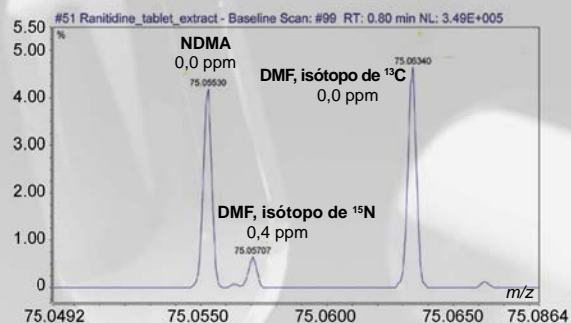 #51 Ranitidine_tablet_extract - Baseline Scan: #99 RT: 0.80 min NL: 3.49E+005
5.50
%
5.00
4.00
3.00
2.00
1.00
0
NDMA
0,0 ppm
75.05530
DMF, isótopo de ¹³C
0,0 ppm
75.06340
DMF, isótopo de ¹⁵N
0,4 ppm
75.05707
m/z
75.0492 75.0550 75.0600 75.0650 75.0864